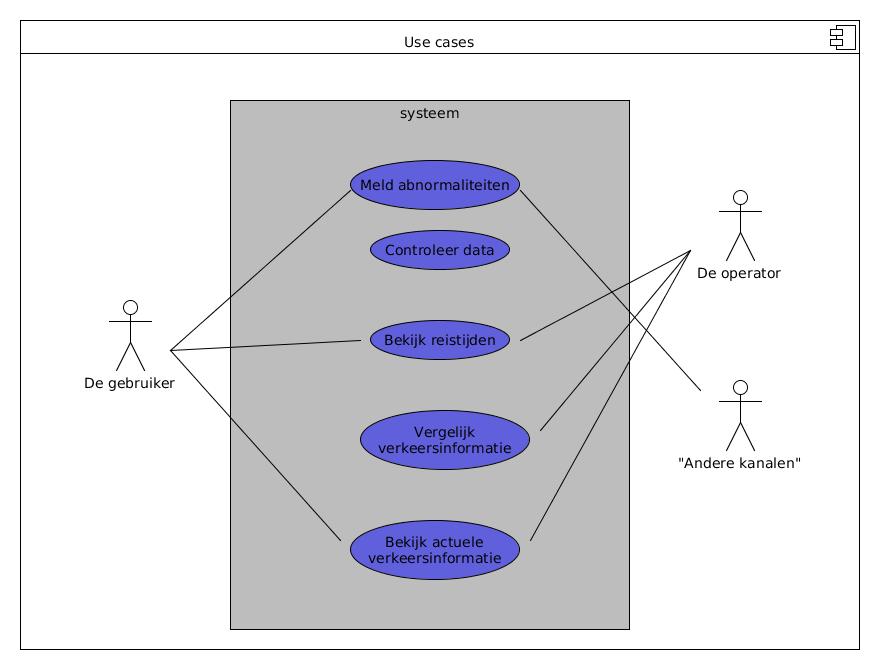 Use cases
systeem
Meld abnormaliteiten
Controleer data
De operator
Bekijk reistijden
De gebruiker
Vergelijk
verkeersinformatie
"Andere kanalen"
Bekijk actuele
verkeersinformatie